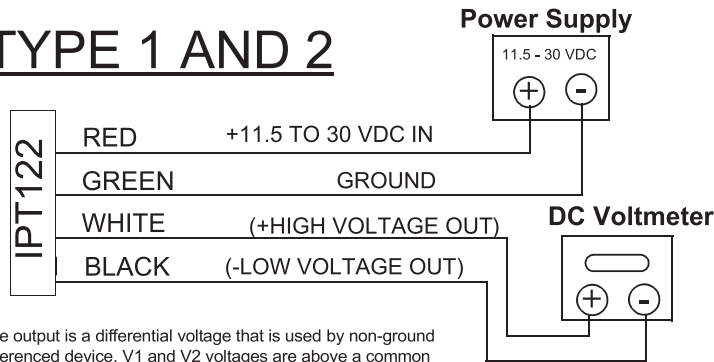 Power Supply
TYPE 1 AND 2
11.5 - 30 VDC
+ -
IPT122
RED +11.5 TO 30 VDC IN
GREEN GROUND
WHITE (+HIGH VOLTAGE OUT)
DC Voltmeter
BLACK (-LOW VOLTAGE OUT)
+ -
output is a differential voltage that is used by non-ground
device. V1 and V2 voltages are above a common